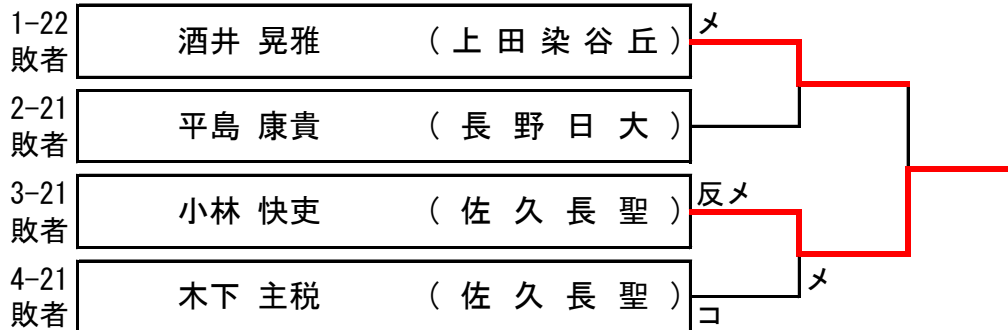 1-22
敗者
酒井 晃雅 (上田染谷丘)
メ
2-21
敗者
平島 康貴 (長野日大)
3-21
敗者
小林 快吏 (佐久長聖)
反メ
4-21
敗者
木下 主税 (佐久長聖)
メ
コ